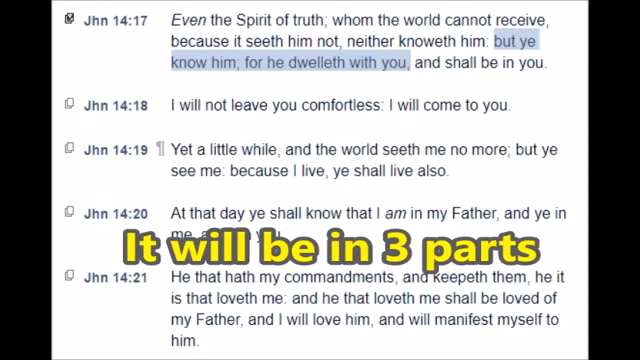 Jhn 14:17 Even the Spirit of truth; whom the world cannot receive,
because it seeth him not, neither knoweth him: but ye
know him; for he dwelleth with you, and shall be in you.
Jhn 14:18 I will not leave you comfortless: I will come to you.
Jhn 14:19 ¶ Yet a little while, and the world seeth me no more; but ye
see me: because I live, ye shall live also.
Jhn 14:20 At that day ye shall know that I am in my Father, and ye in
me,
It will be in 3 parts
Jhn 14:21 He that hath my commandments, and keepeth them, he it
is that loveth me: and he that loveth me shall be loved of
my Father, and I will love him, and will manifest myself to
him.